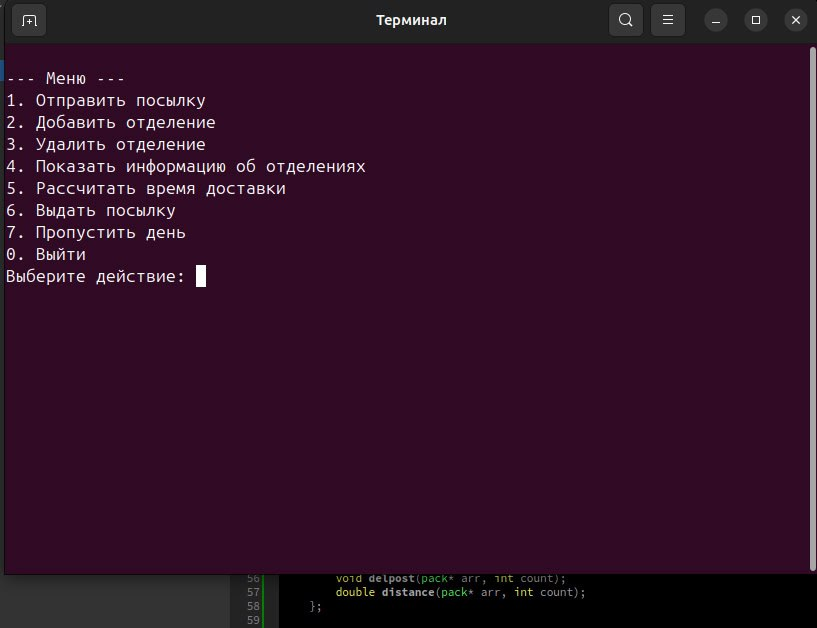 Терминал
--- Меню ---
1. Отправить посылку
2. Добавить отделение
3. Удалить отделение
4. Показать информацию об отделениях
5. Рассчитать время доставки
6. Выдать посылку
7. Пропустить день
0. Выйти
Выберите действие:
56 void delpost(pack* arr, int count);
57 double distance(pack* arr, int count);
58 };
59